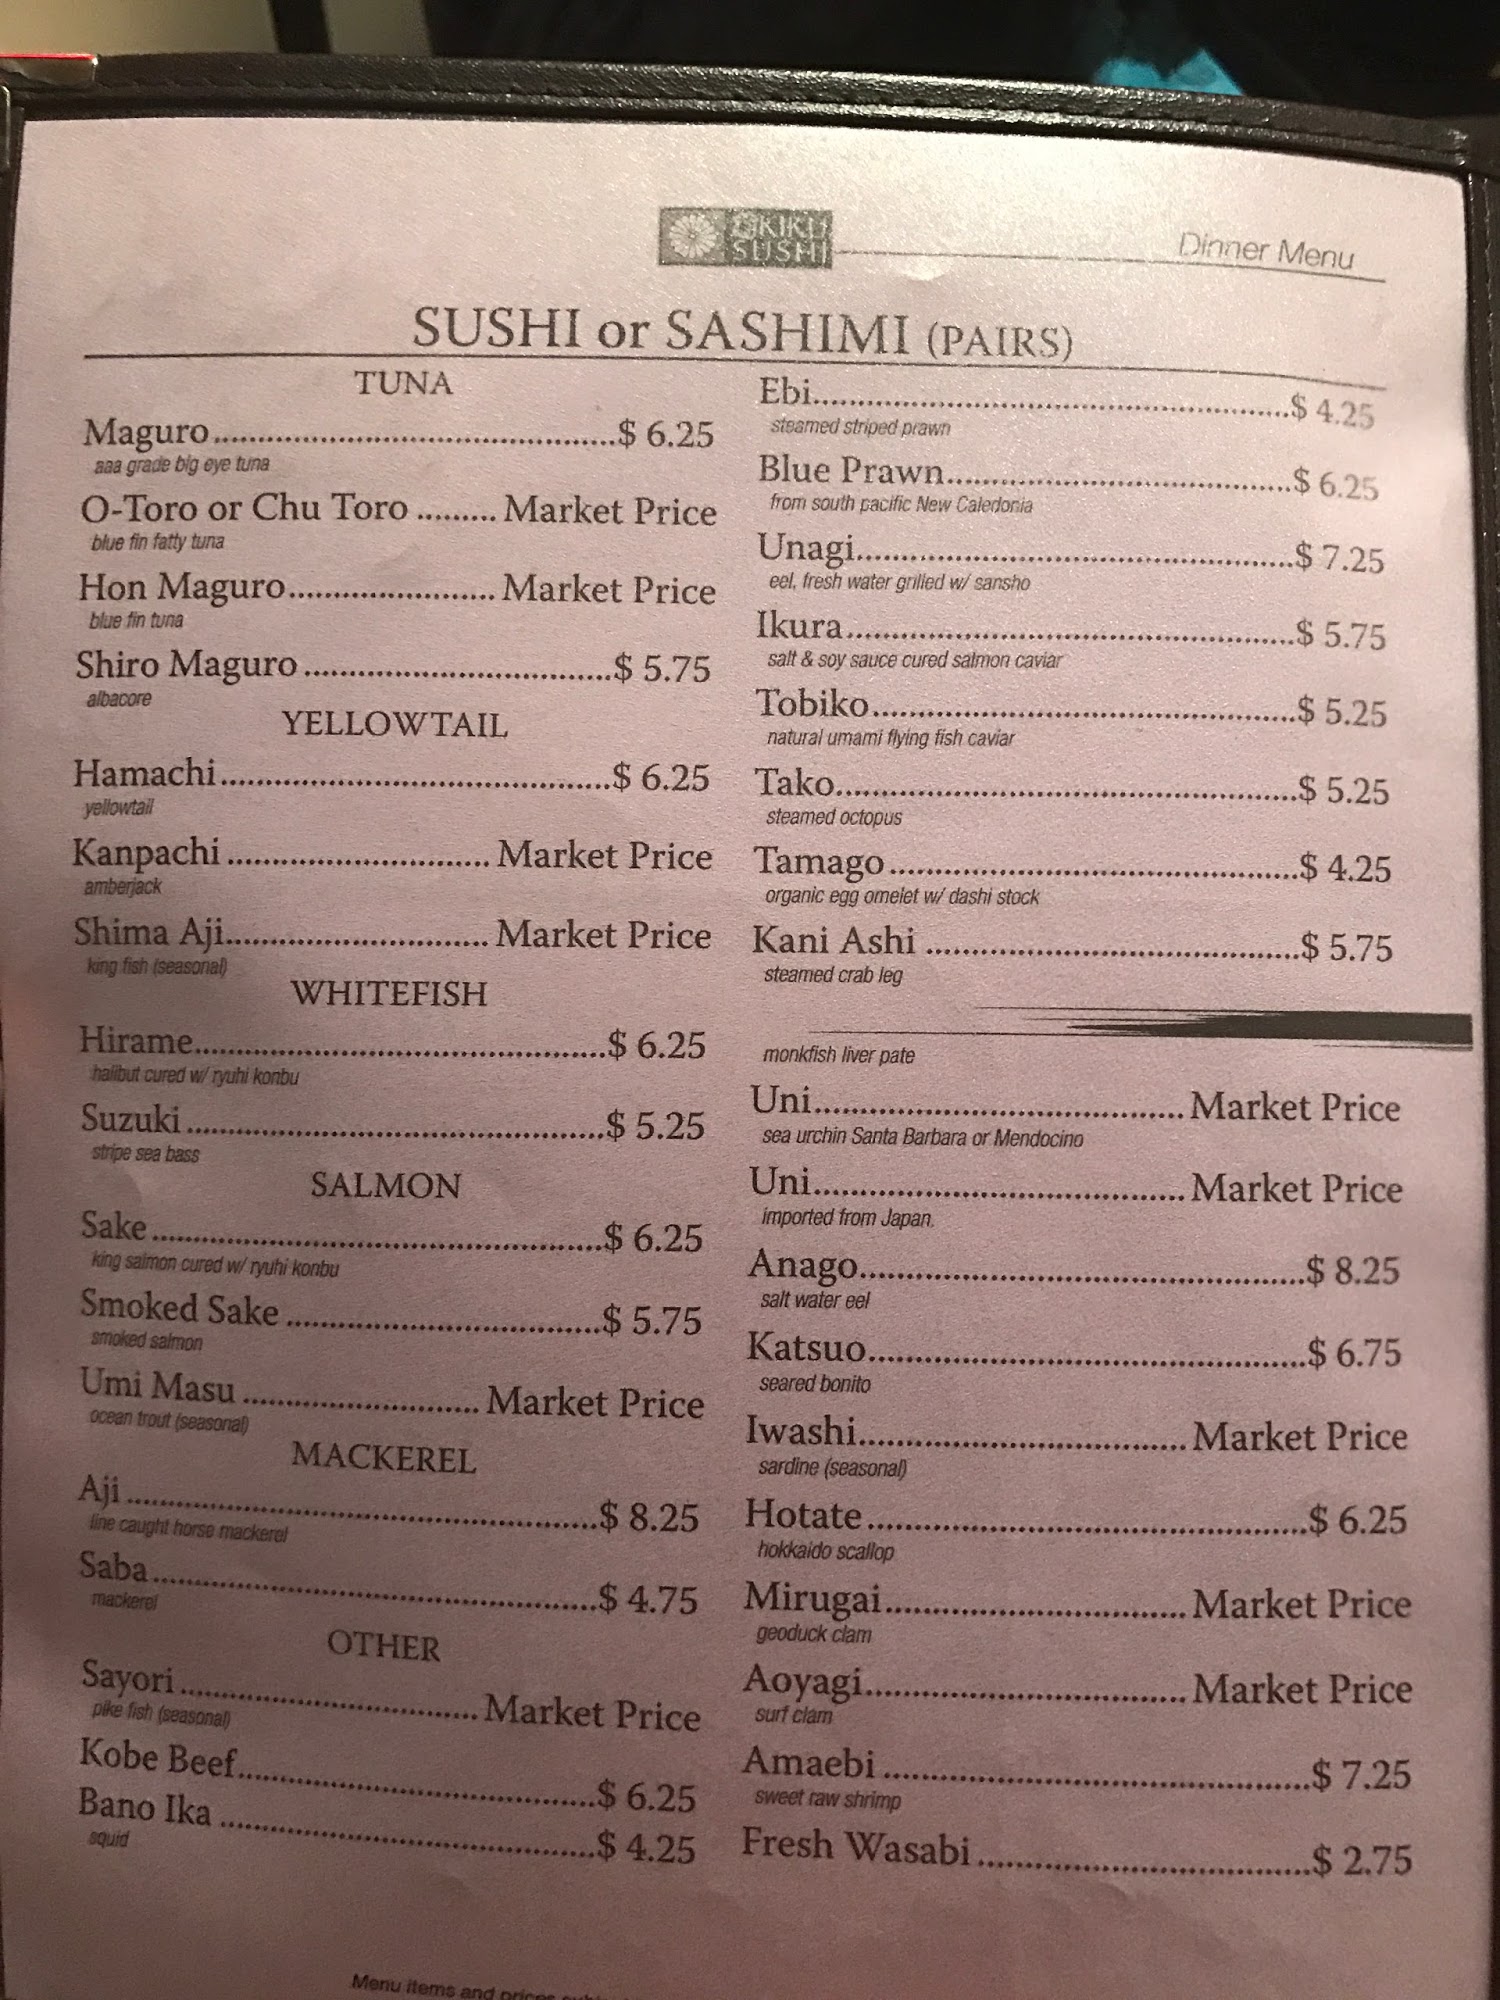 KIKU
SUSHI
Dinner Menu
SUSHI or SASHIMI (PAIRS)
TUNA
Maguro $ 6.25
aaa grade big eye tuna
O-Toro or Chu Toro Market Price
blue fin fatty tuna
Hon Maguro Market Price
blue fin tuna
Shiro Maguro $ 5.75
albacore
YELLOWTAIL
Hamachi $ 6.25
yellowtail
Kanpachi Market Price
amberjack
Shima Aji Market Price
king fish (seasonal)
WHITEFISH
Hirame $ 6.25
halibut cured w/ ryuhi konbu
Suzuki $ 5.25
stripe sea bass
SALMON
Sake $ 6.25
king salmon cured w/ ryuhi konbu
Smoked Sake $ 5.75
smoked salmon
Umi Masu Market Price
ocean trout (seasonal)
MACKEREL
Aji $ 8.25
line caught horse mackerel
Saba $ 4.75
mackerel
OTHER
Sayori Market Price
pike fish (seasonal)
Kobe Beef $ 6.25
Bano Ika $ 4.25
squid
Ebi $ 4.25
steamed striped prawn
Blue Prawn $ 6.25
from south pacific New Caledonia
Unagi $ 7.25
eel, fresh water grilled w/ sansho
Ikura $ 5.75
salt & soy sauce cured salmon caviar
Tobiko $ 5.25
natural umami flying fish caviar
Tako $ 5.25
steamed octopus
Tamago $ 4.25
organic egg omelet w/ dashi stock
Kani Ashi $ 5.75
steamed crab leg
monkfish liver pate
Uni Market Price
sea urchin Santa Barbara or Mendocino
Uni Market Price
imported from Japan.
Anago $ 8.25
salt water eel
Katsuo $ 6.75
seared bonito
Iwashi Market Price
sardine (seasonal)
Hotate $ 6.25
hokkaido scallop
Mirugai Market Price
geoduck clam
Aoyagi Market Price
surf clam
Amaebi $ 7.25
sweet raw shrimp
Fresh Wasabi $ 2.75
Menu items and prices